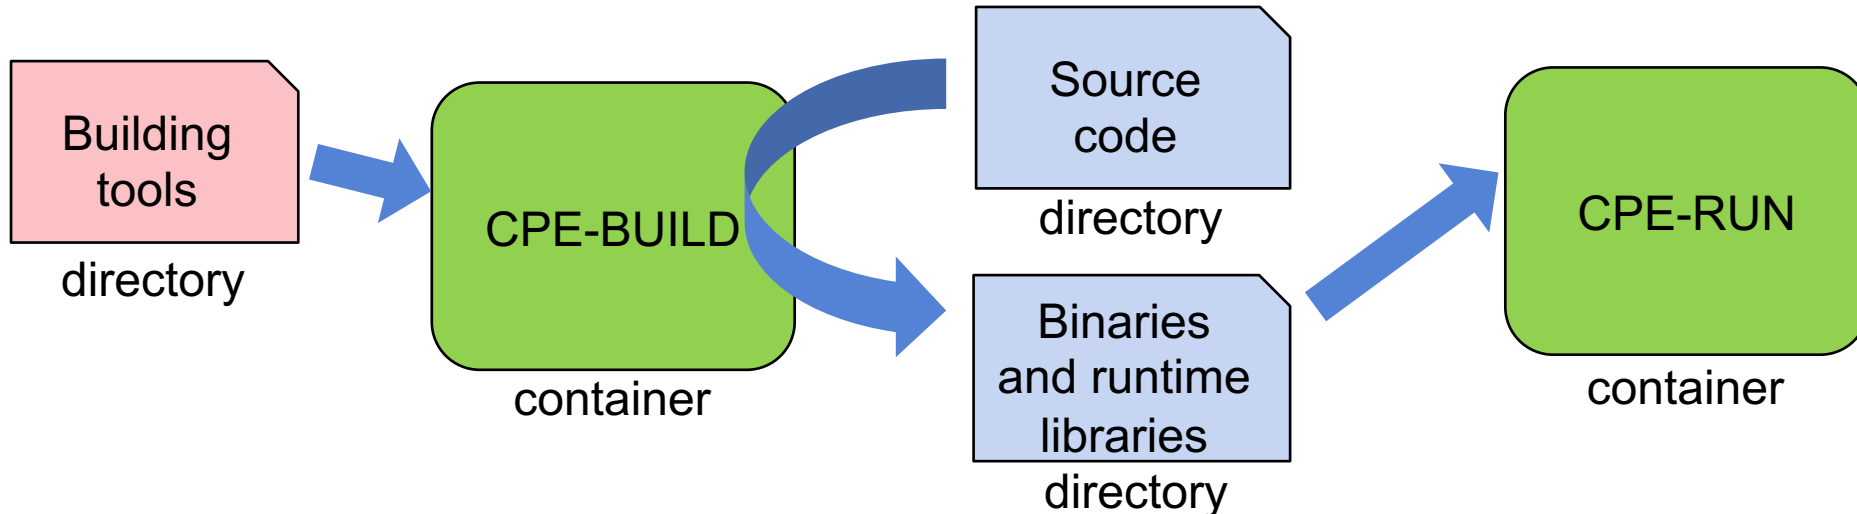 Building
tools
directory
CPE-BUILD
container
Source
code
directory
Binaries
and runtime
libraries
directory
CPE-RUN
container